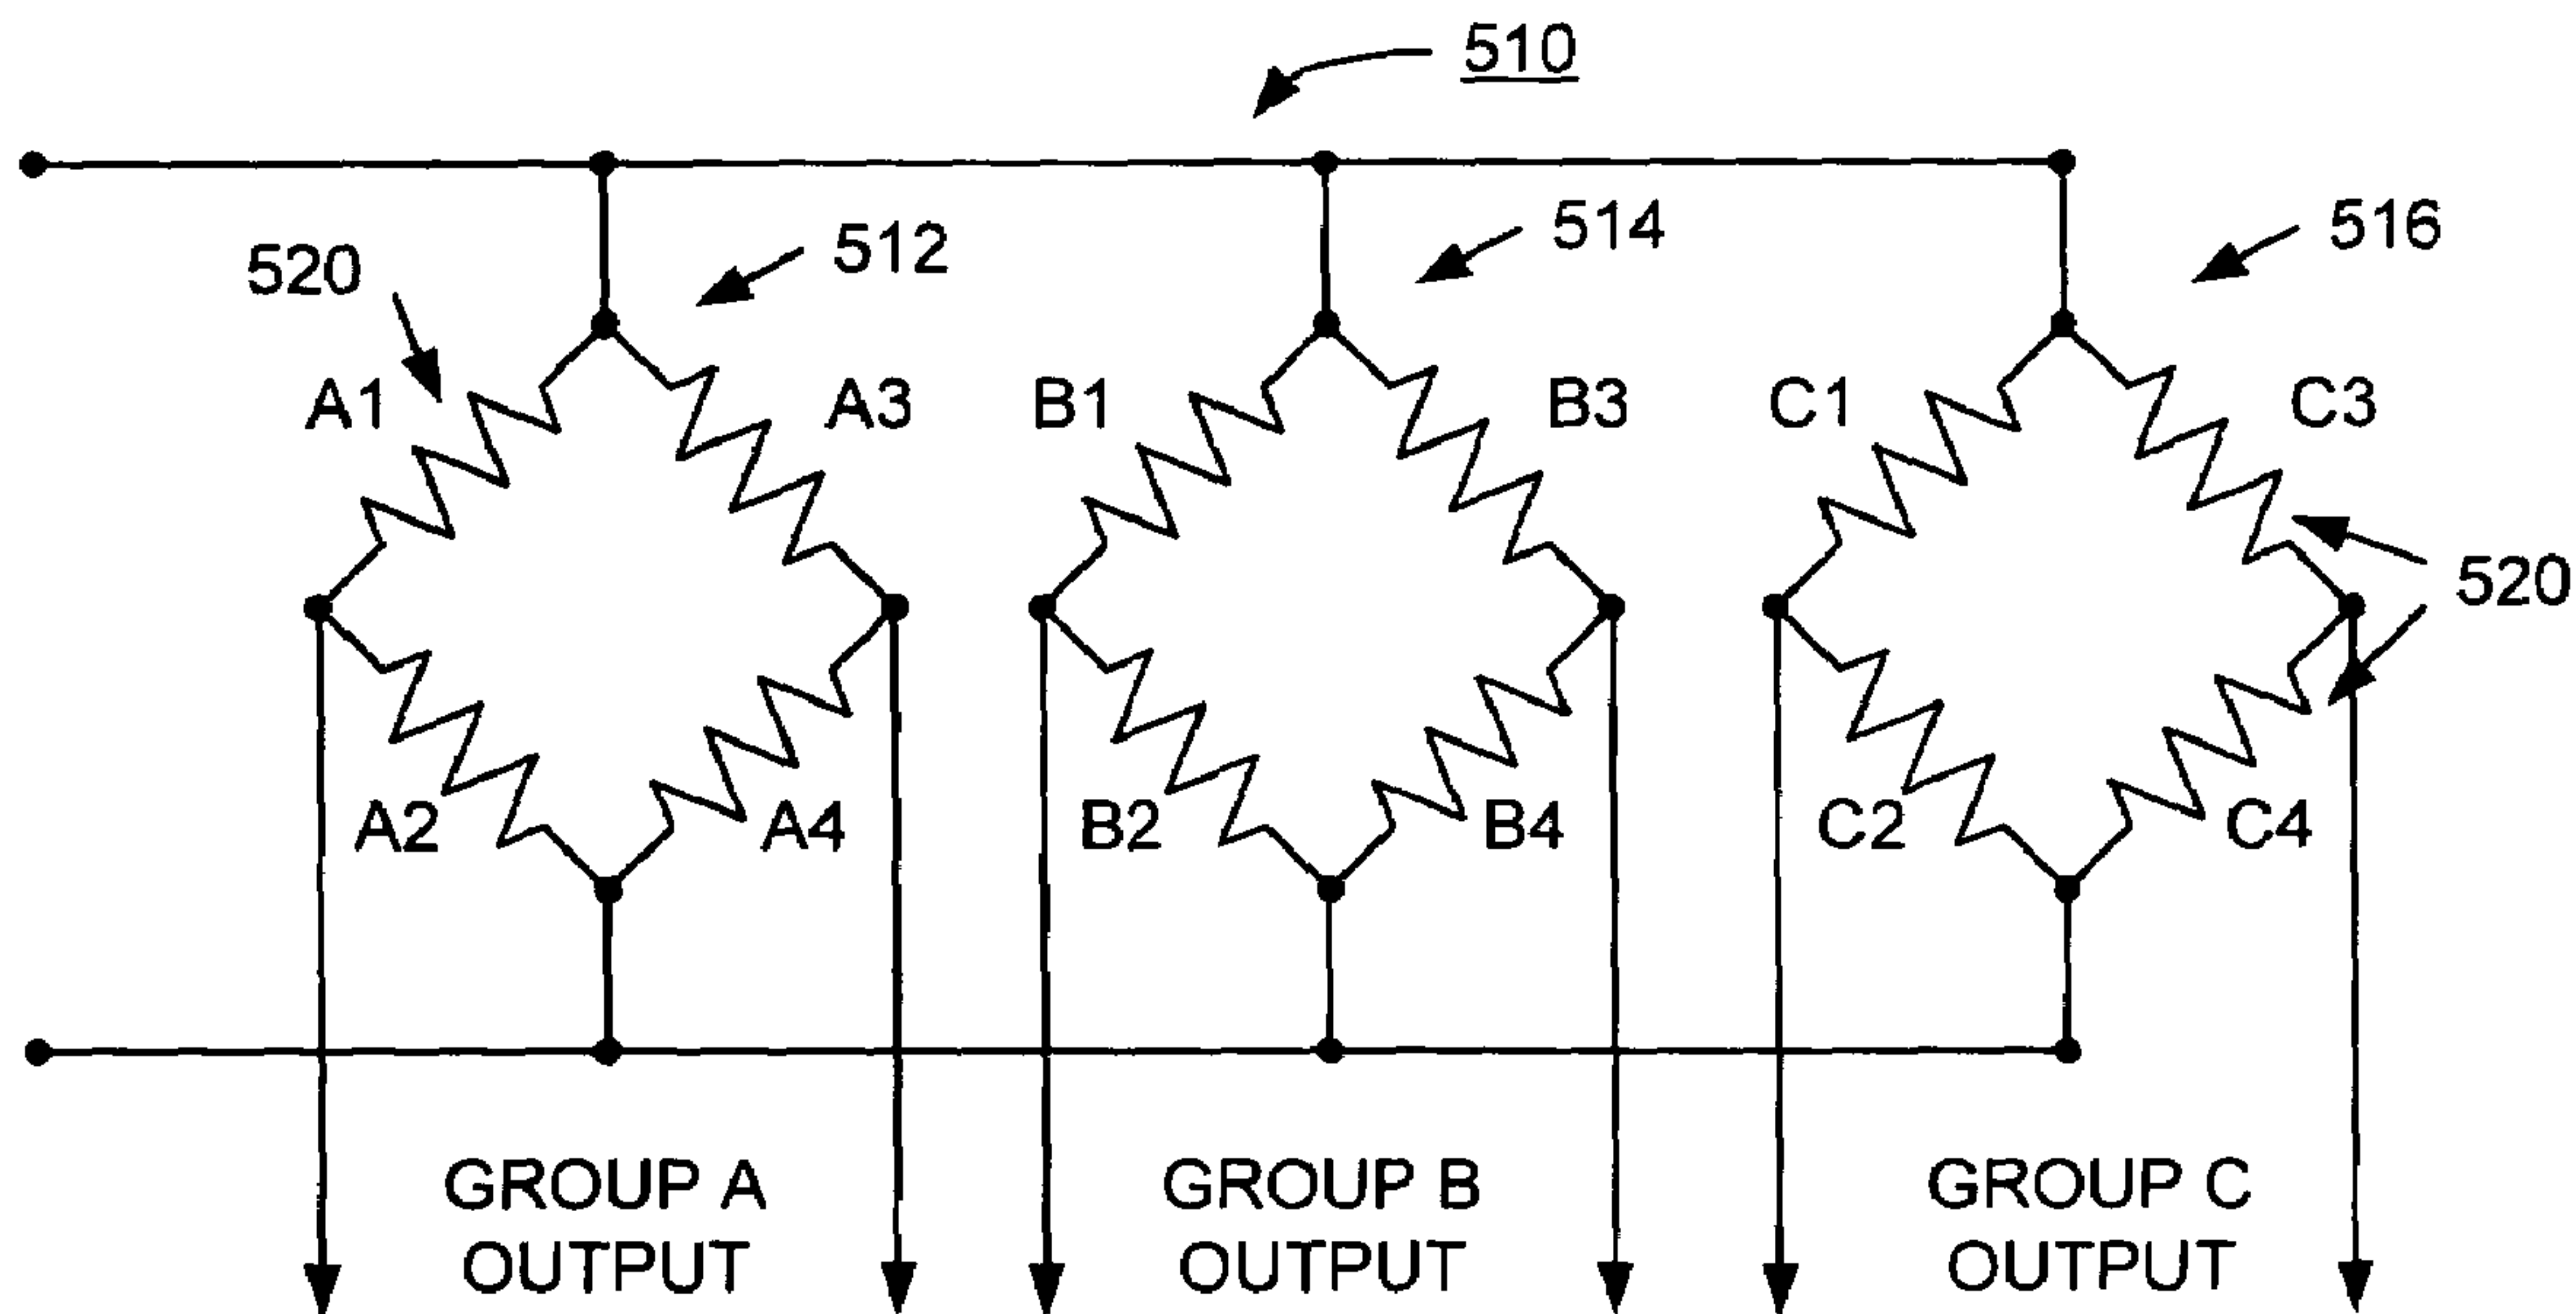 510
520
512
514
516
A1
A3
B1
B3
C1
C3
520
A2
A4
B2
B4
C2
C4
GROUP A
OUTPUT
GROUP B
OUTPUT
GROUP C
OUTPUT